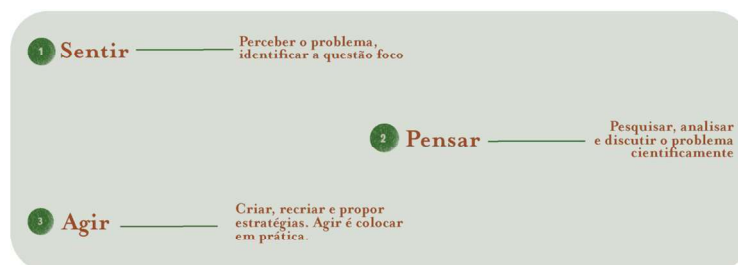 1 Sentir
Perceber o problema,
identificar a questão foco
2 Pensar
Pesquisar, analisar
e discutir o problema
cientificamente
3 Agir
Criar, recriar e propor
estratégias. Agir é colocar
em prática.